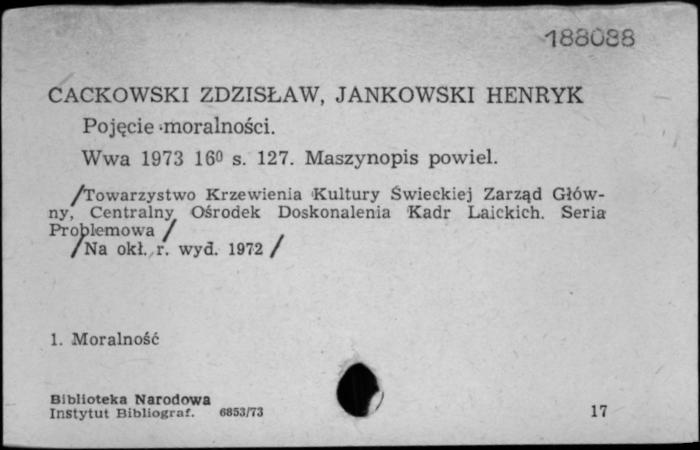 188088
CACKOWSKI ZDZISŁAW, JANKOWSKI HENRYK
Pojęcie moralności.
Wwa 1973 16⁰ s. 127. Maszynopis powiel.
/Towarzystwo Krzewienia Kultury Świeckiej Zarząd Głów-
ny, Centralny Ośrodek Doskonalenia Kadr Laickich. Seria
Problemowa /
/Na okł. r. wyd. 1972 /
1. Moralność
Biblioteka Narodowa
Instytut Bibliograf. 6853/73 17